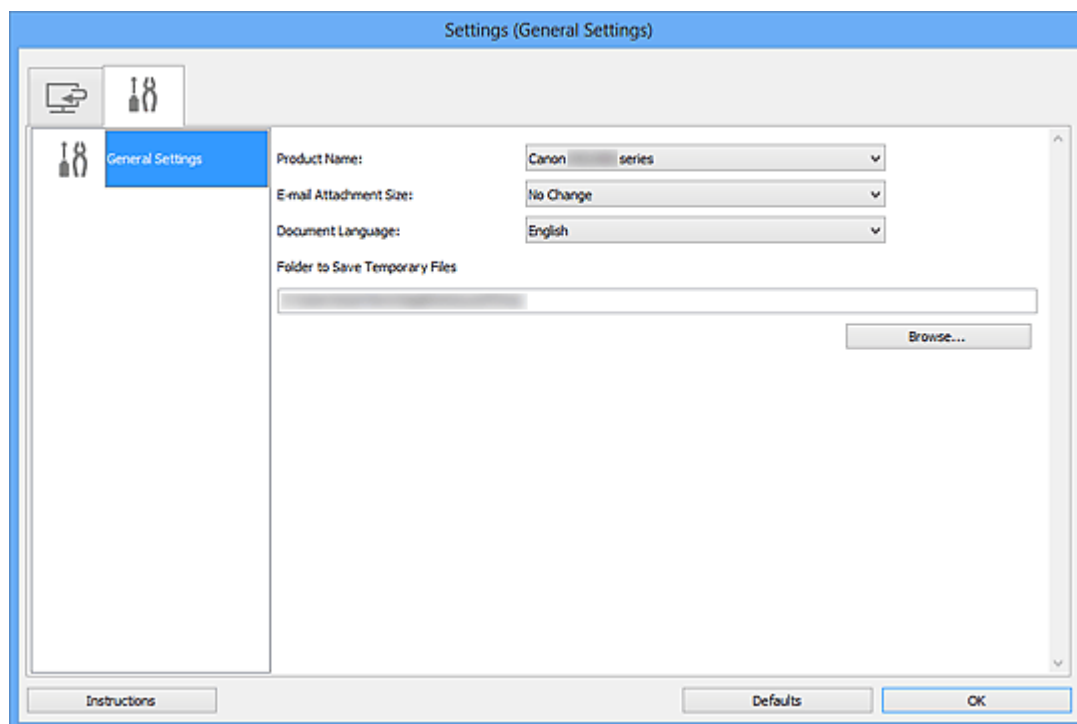 Settings (General Settings)
General Settings
Product Name:
Canon series
E-mail Attachment Size:
No Change
Document Language:
English
Folder to Save Temporary Files
Browse...
Instructions
Defaults
OK